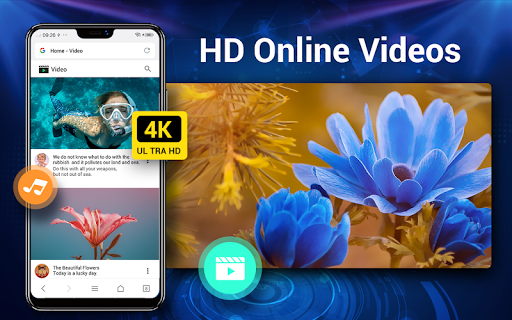 HD Online Videos
09:26
Home - Video
Video
4K
UL TRA HD
We do not know what to do with the
rubbish and it pollutes our land and sea.
Do this with all your waste,
but not out of sea.
The Beautiful Flowers
Today is a lucky day.